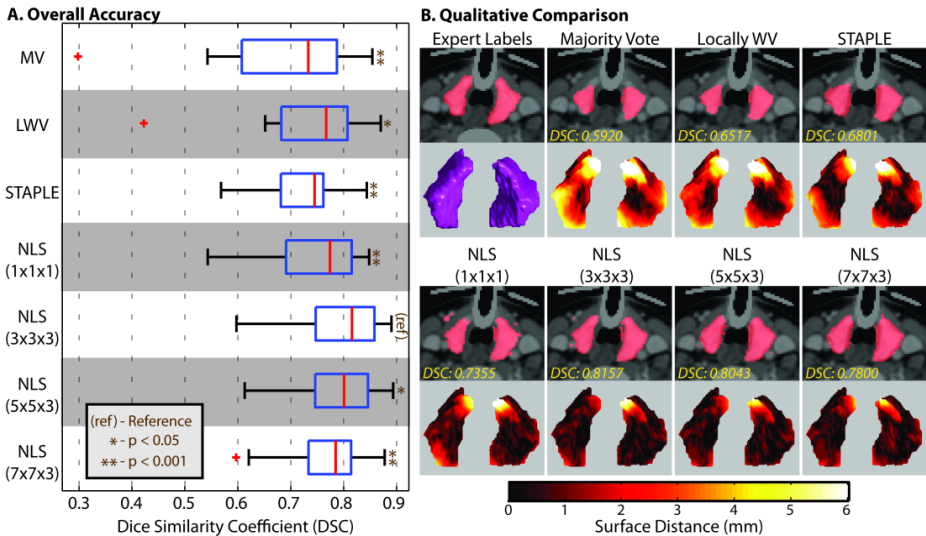 A. Overall Accuracy
MV
**
LWV
*
STAPLE
**
NLS
(1x1x1)
**
NLS
(3x3x3)
(ref)
NLS
(5x5x3)
*
NLS
(7x7x3)
**
(ref) - Reference
* - p < 0.05
** - p < 0.001
0.3 0.4 0.5 0.6 0.7 0.8 0.9
Dice Similarity Coefficient (DSC)
B. Qualitative Comparison
Expert Labels Majority Vote Locally WV STAPLE
DSC: 0.5920 DSC: 0.6517 DSC: 0.6801
NLS NLS NLS NLS
(1x1x1) (3x3x3) (5x5x3) (7x7x3)
DSC: 0.7355 DSC: 0.8157 DSC: 0.8043 DSC: 0.7800
0 1 2 3 4 5 6
Surface Distance (mm)